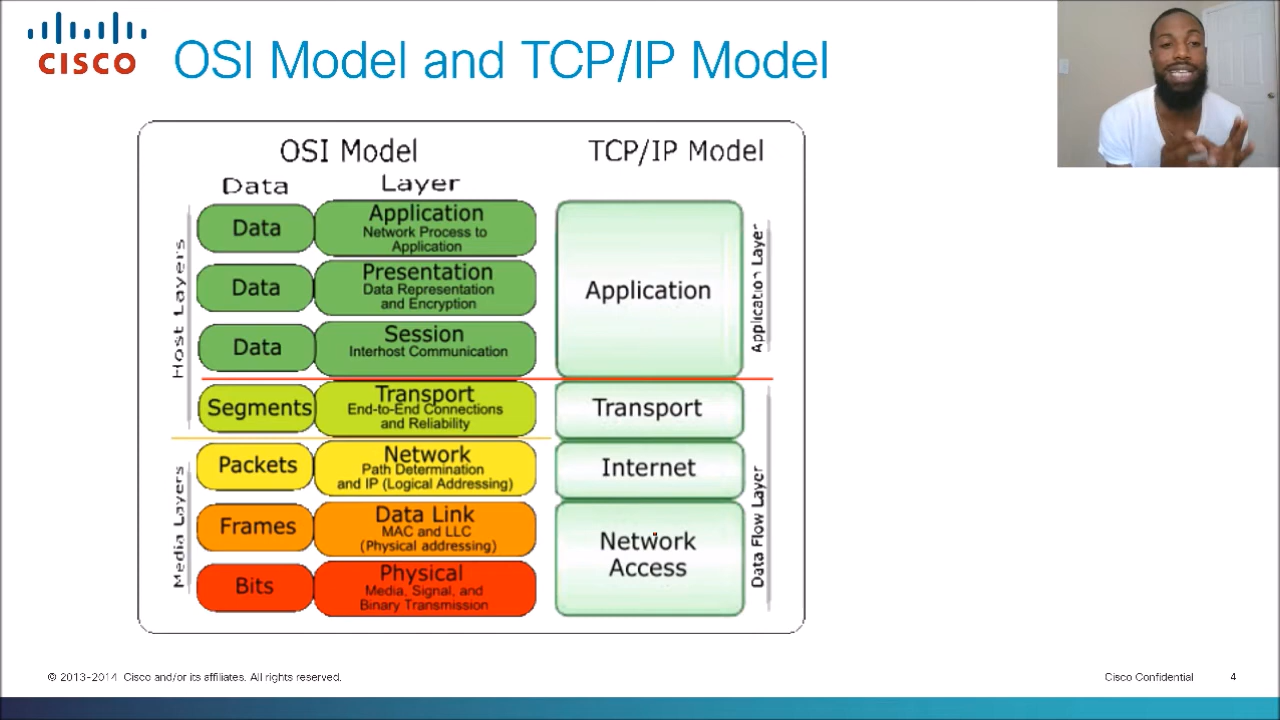 CISCO
OSI Model and TCP/IP Model
OSI Model
TCP/IP Model
Data
Layer
Host Layers
Data
Application
Network Process to
Application
Data
Presentation
Data Representation
and Encryption
Data
Session
Interhost Communication
Segments
Transport
End-to-End Connections
and Reliability
Media Layers
Packets
Network
Path Determination
and IP (Logical Addressing)
Frames
Data Link
MAC and LLC
(Physical addressing)
Bits
Physical
Media, Signal, and
Binary Transmission
Application
Transport
Internet
Network
Access
Application Layer
Data Flow Layer
© 2013-2014 Cisco and/or its affiliates. All rights reserved.
Cisco Confidential
4